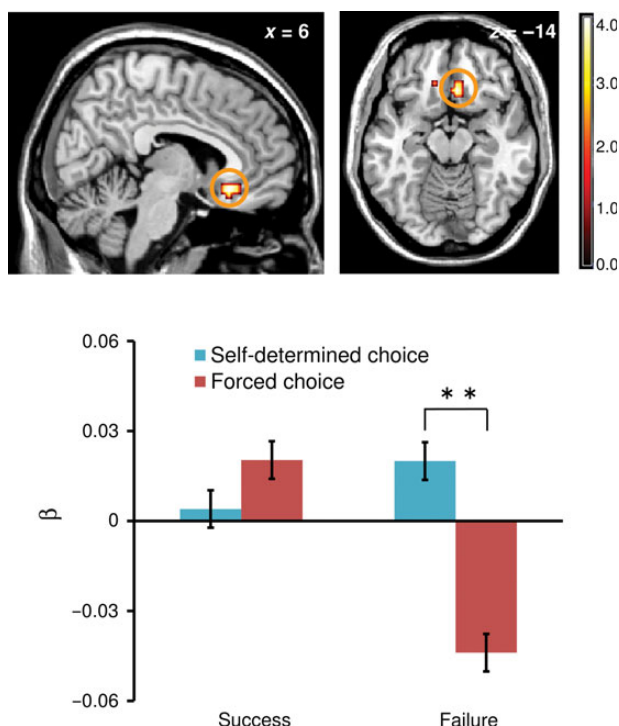 x = 6
z = −14
4.0
3.0
2.0
1.0
0.0
0.06
0.03
0
−0.03
−0.06
β
Self-determined choice
Forced choice
* *
Success
Failure